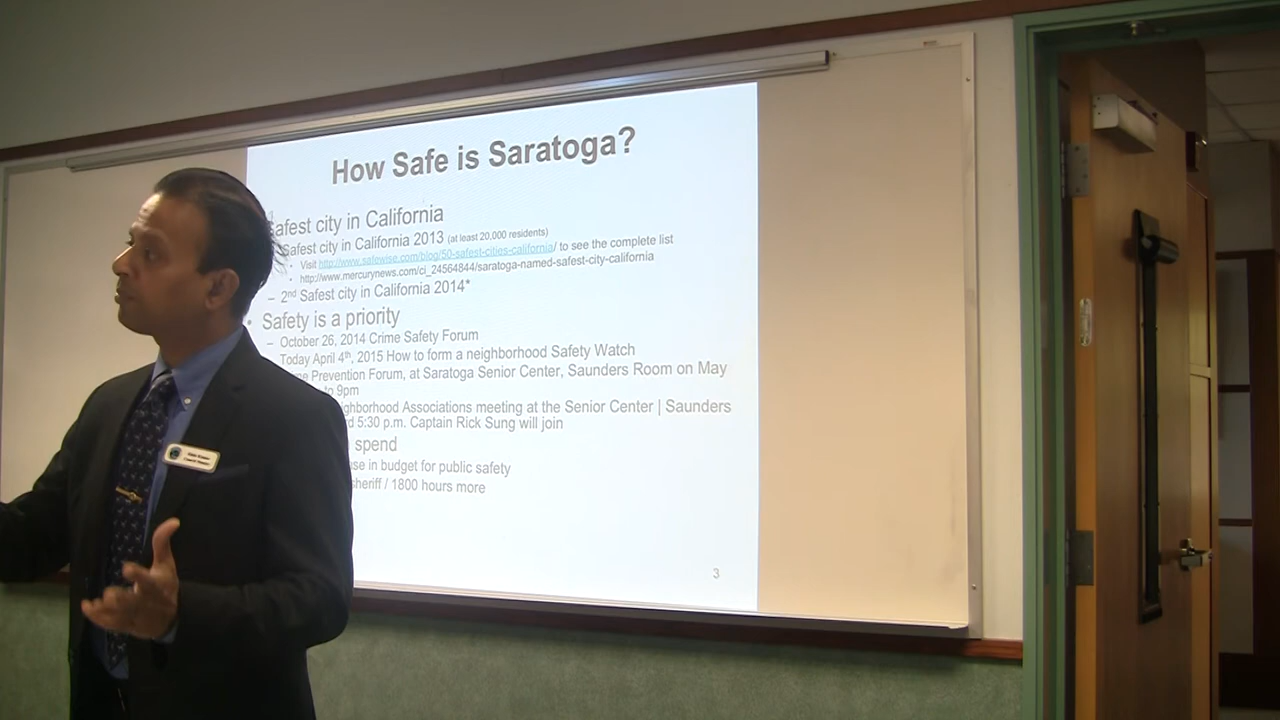 How Safe is Saratoga?
afest city in California
Safest city in California 2013 (at least 20,000 residents)
• Visit http://www.safewise.com/blog/50-safest-cities-california/ to see the complete list
• http://www.mercurynews.com/ci_24564844/saratoga-named-safest-city-california
– 2nd Safest city in California 2014*
• Safety is a priority
– October 26, 2014 Crime Safety Forum
Today April 4th, 2015 How to form a neighborhood Safety Watch
me Prevention Forum, at Saratoga Senior Center, Saunders Room on May
to 9pm
ighborhood Associations meeting at the Senior Center | Saunders
d 5:30 p.m. Captain Rick Sung will join
spend
se in budget for public safety
sheriff / 1800 hours more
3